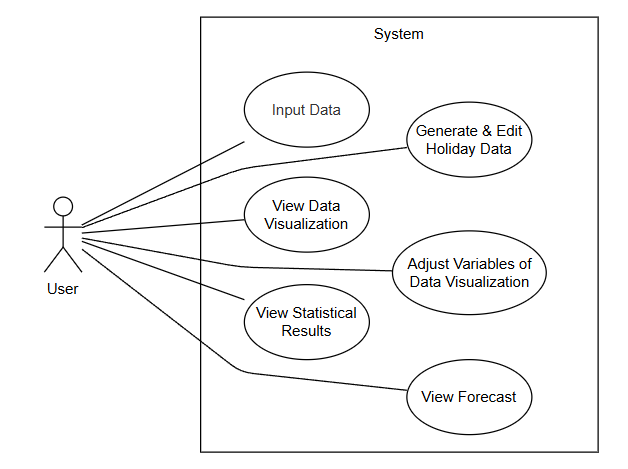 System
Input Data
Generate & Edit
Holiday Data
View Data
Visualization
Adjust Variables of
Data Visualization
User
View Statistical
Results
View Forecast